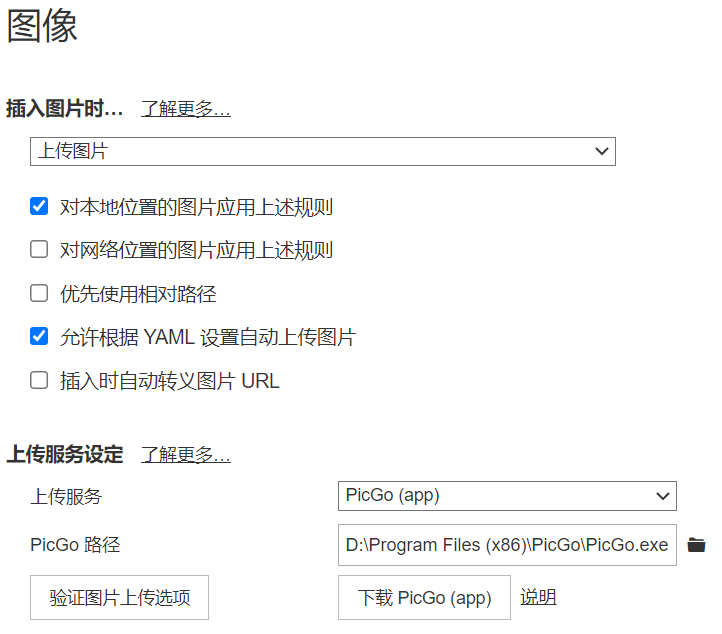 图像
插入图片时... 了解更多...
上传图片
对本地位置的图片应用上述规则
对网络位置的图片应用上述规则
优先使用相对路径
允许根据 YAML 设置自动上传图片
插入时自动转义图片 URL
上传服务设定 了解更多...
上传服务 PicGo (app)
PicGo 路径 D:\Program Files (x86)\PicGo\PicGo.exe
验证图片上传选项 下载 PicGo (app) 说明